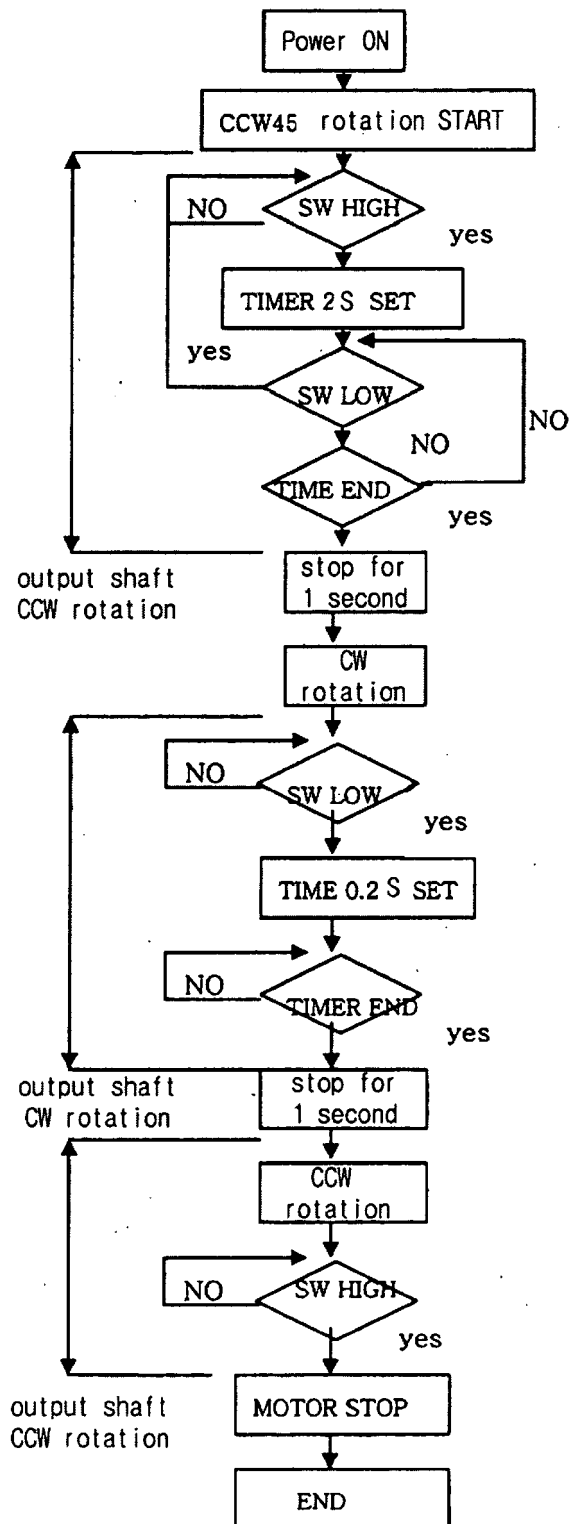 Power ON
CCW45 rotation START
SW HIGH
NO
yes
TIMER 2 S SET
yes
SW LOW
NO
NO
TIME END
yes
output shaft
CCW rotation
stop for
1 second
CW
rotation
NO
SW LOW
yes
TIME 0.2 S SET
NO
TIMER END
yes
output shaft
CW rotation
stop for
1 second
CCW
rotation
NO
SW HIGH
yes
output shaft
CCW rotation
MOTOR STOP
END